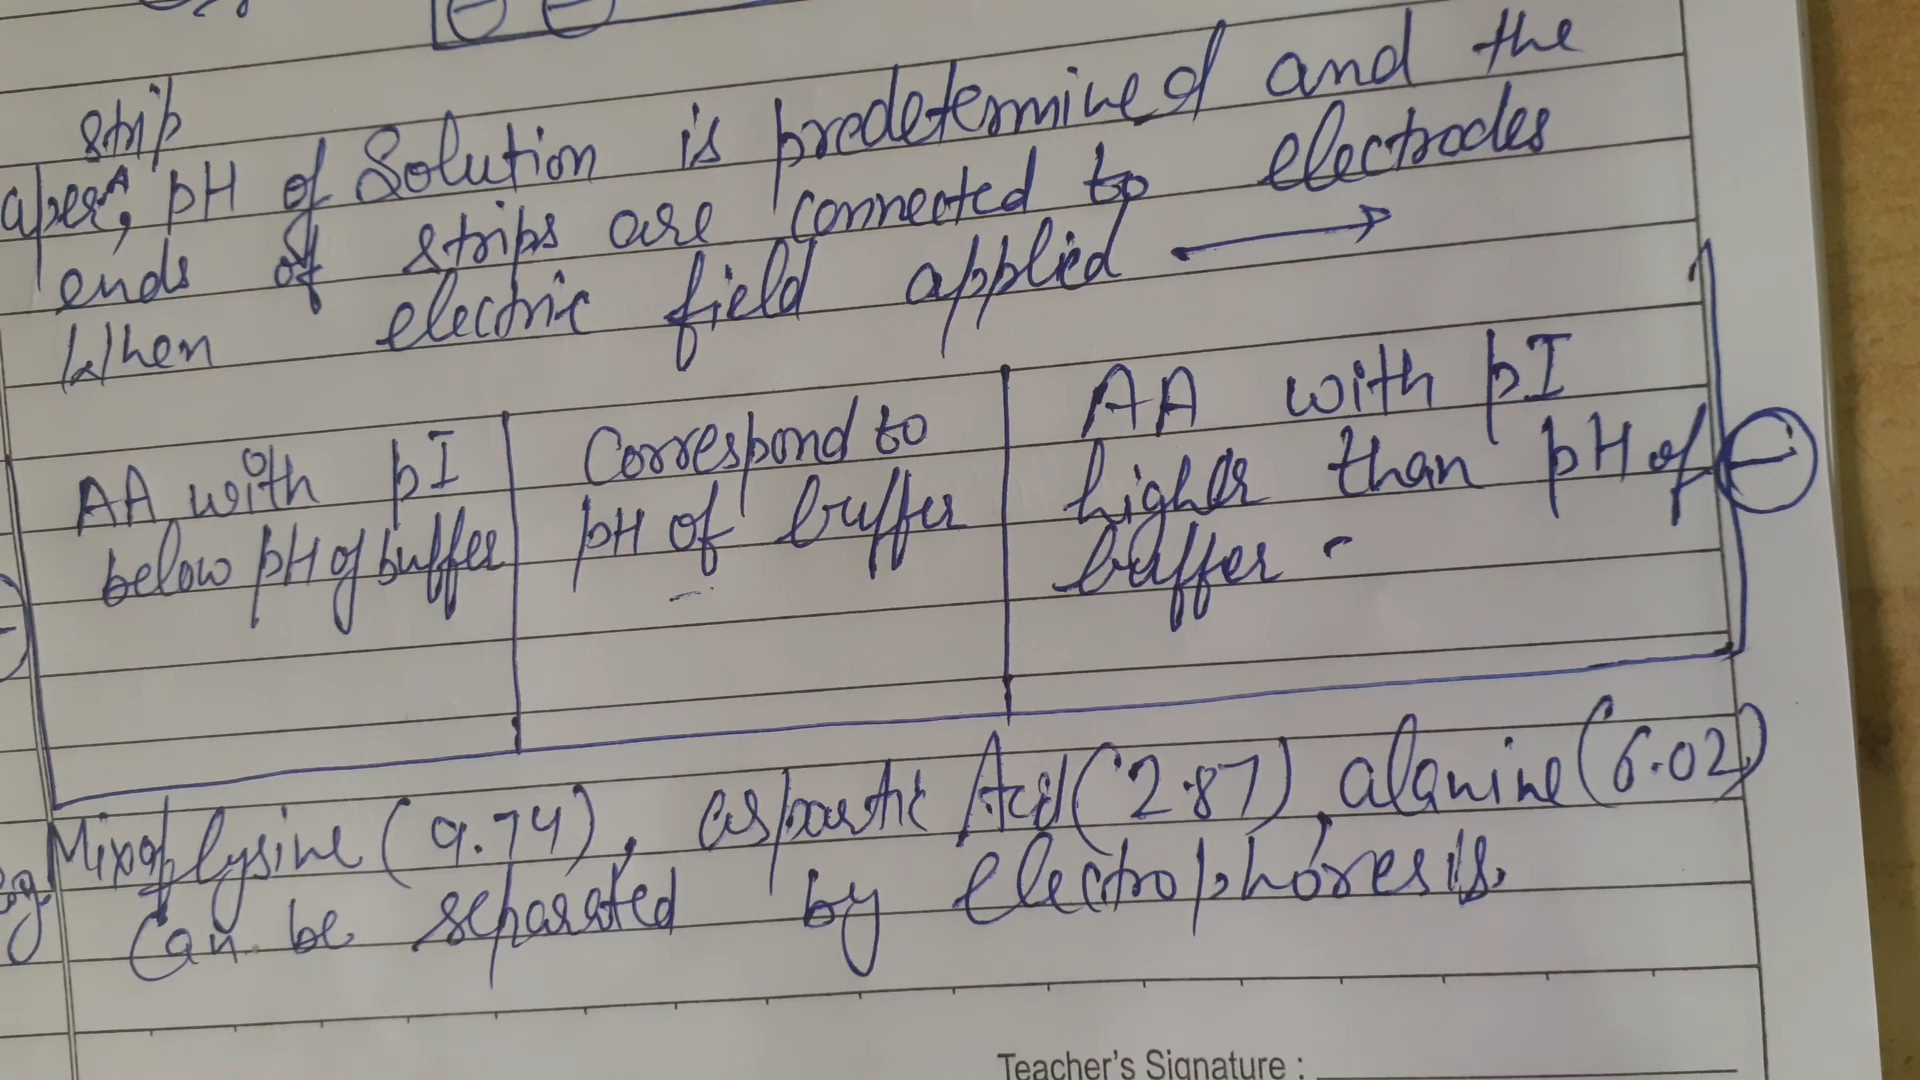 strip
aper, pH of Solution is predetermined and the
ends of strips are connected to electrodes
When electric field applied →
AA with pI
below pH of buffer
Correspond to
pH of buffer
AA with pI
higher than pH of
buffer
−
eg. Mix of lysine (9.74), aspartic Acid (2.87), alanine (6.02)
Can be separated by electrophoresis.
Teacher's Signature :